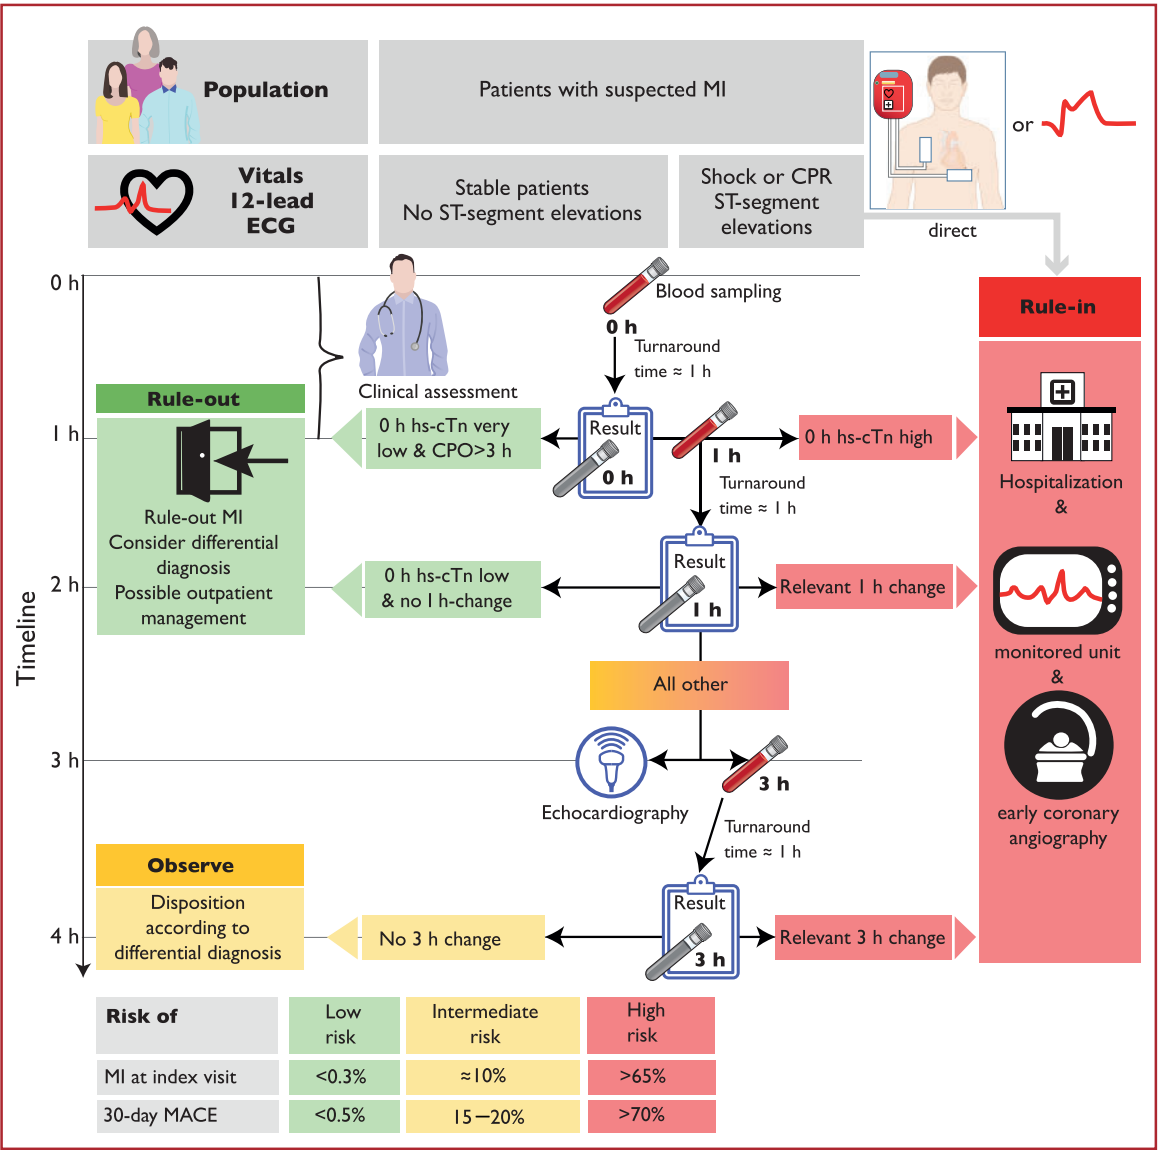 Population
Patients with suspected MI
or
Vitals
12-lead
ECG
Stable patients
No ST-segment elevations
Shock or CPR
ST-segment
elevations
direct
0 h
Blood sampling
0 h
Turnaround
time ≈ 1 h
Clinical assessment
Rule-in
Rule-out
1 h
0 h hs-cTn very
low & CPO>3 h
Result
0 h
1 h
0 h hs-cTn high
Turnaround
time ≈ 1 h
Hospitalization
&
Rule-out MI
Consider differential
diagnosis
Possible outpatient
management
2 h
0 h hs-cTn low
& no 1 h-change
Result
1 h
Relevant 1 h change
monitored unit
&
Timeline
All other
3 h
Echocardiography
3 h
early coronary
angiography
Turnaround
time ≈ 1 h
Observe
Disposition
according to
differential diagnosis
4 h
No 3 h change
Result
3 h
Relevant 3 h change
Risk of
Low
risk
Intermediate
risk
High
risk
MI at index visit
<0.3%
≈10%
>65%
30-day MACE
<0.5%
15–20%
>70%